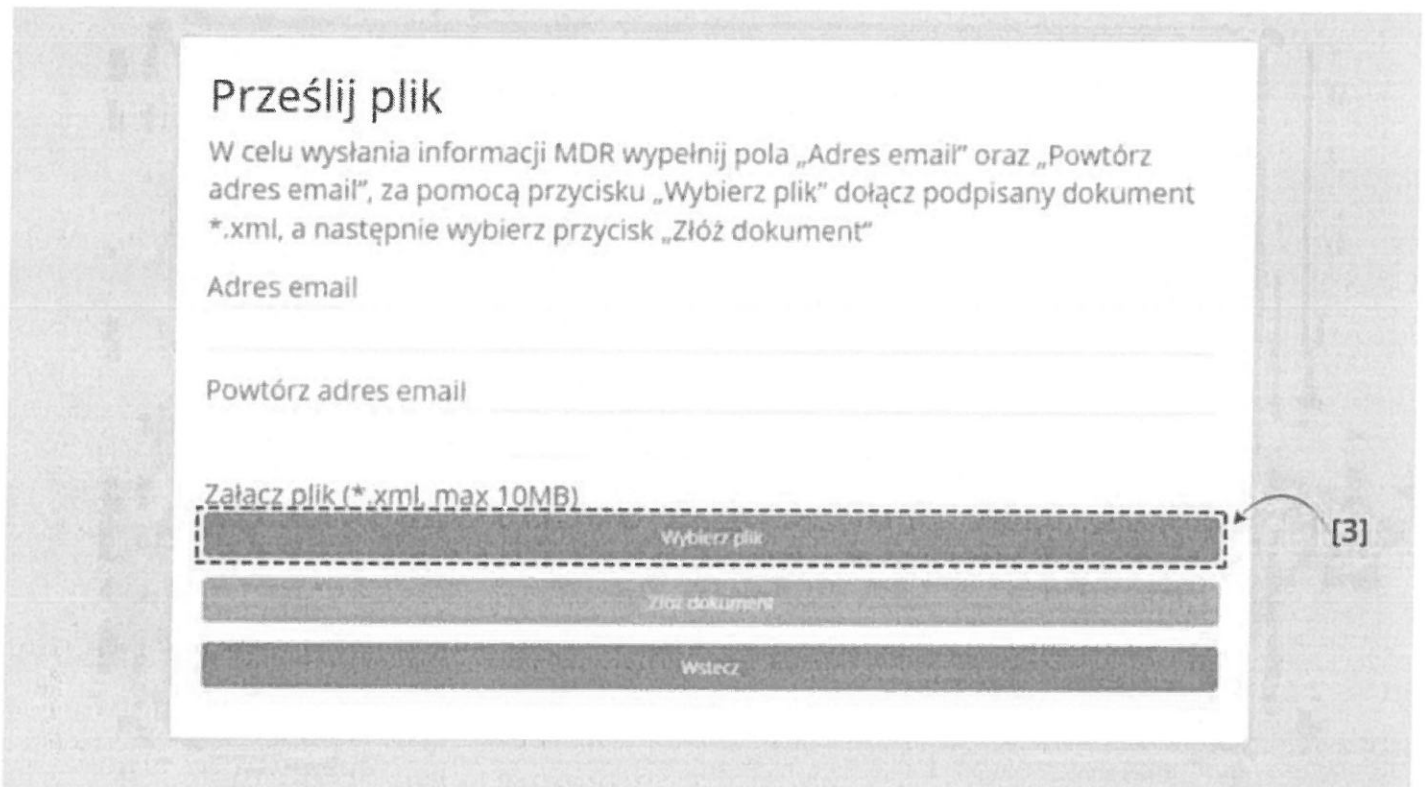 Prześlij plik
W celu wysłania informacji MDR wypełnij pola „Adres email” oraz „Powtórz
adres email”, za pomocą przycisku „Wybierz plik” dołącz podpisany dokument
*.xml, a następnie wybierz przycisk „Złóż dokument”
Adres email
Powtórz adres email
Załącz plik (*.xml, max 10MB)
Wybierz plik
[3]
Złóż dokument
Wstecz